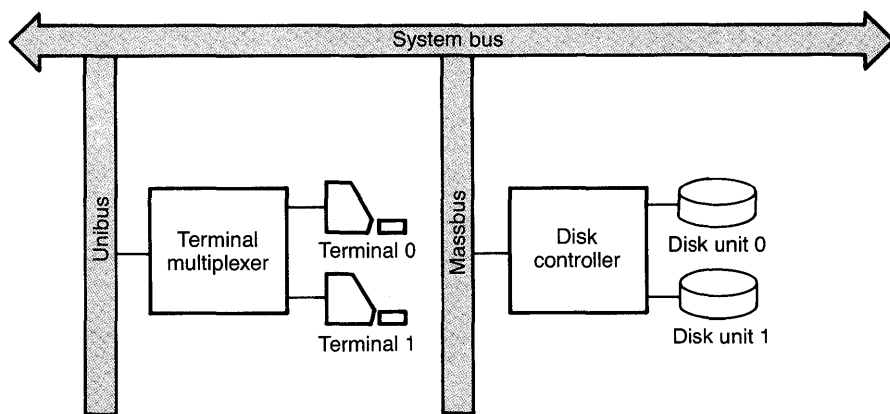 System bus
Unibus
Terminal
multiplexer
Terminal 0
Terminal 1
Massbus
Disk
controller
Disk unit 0
Disk unit 1